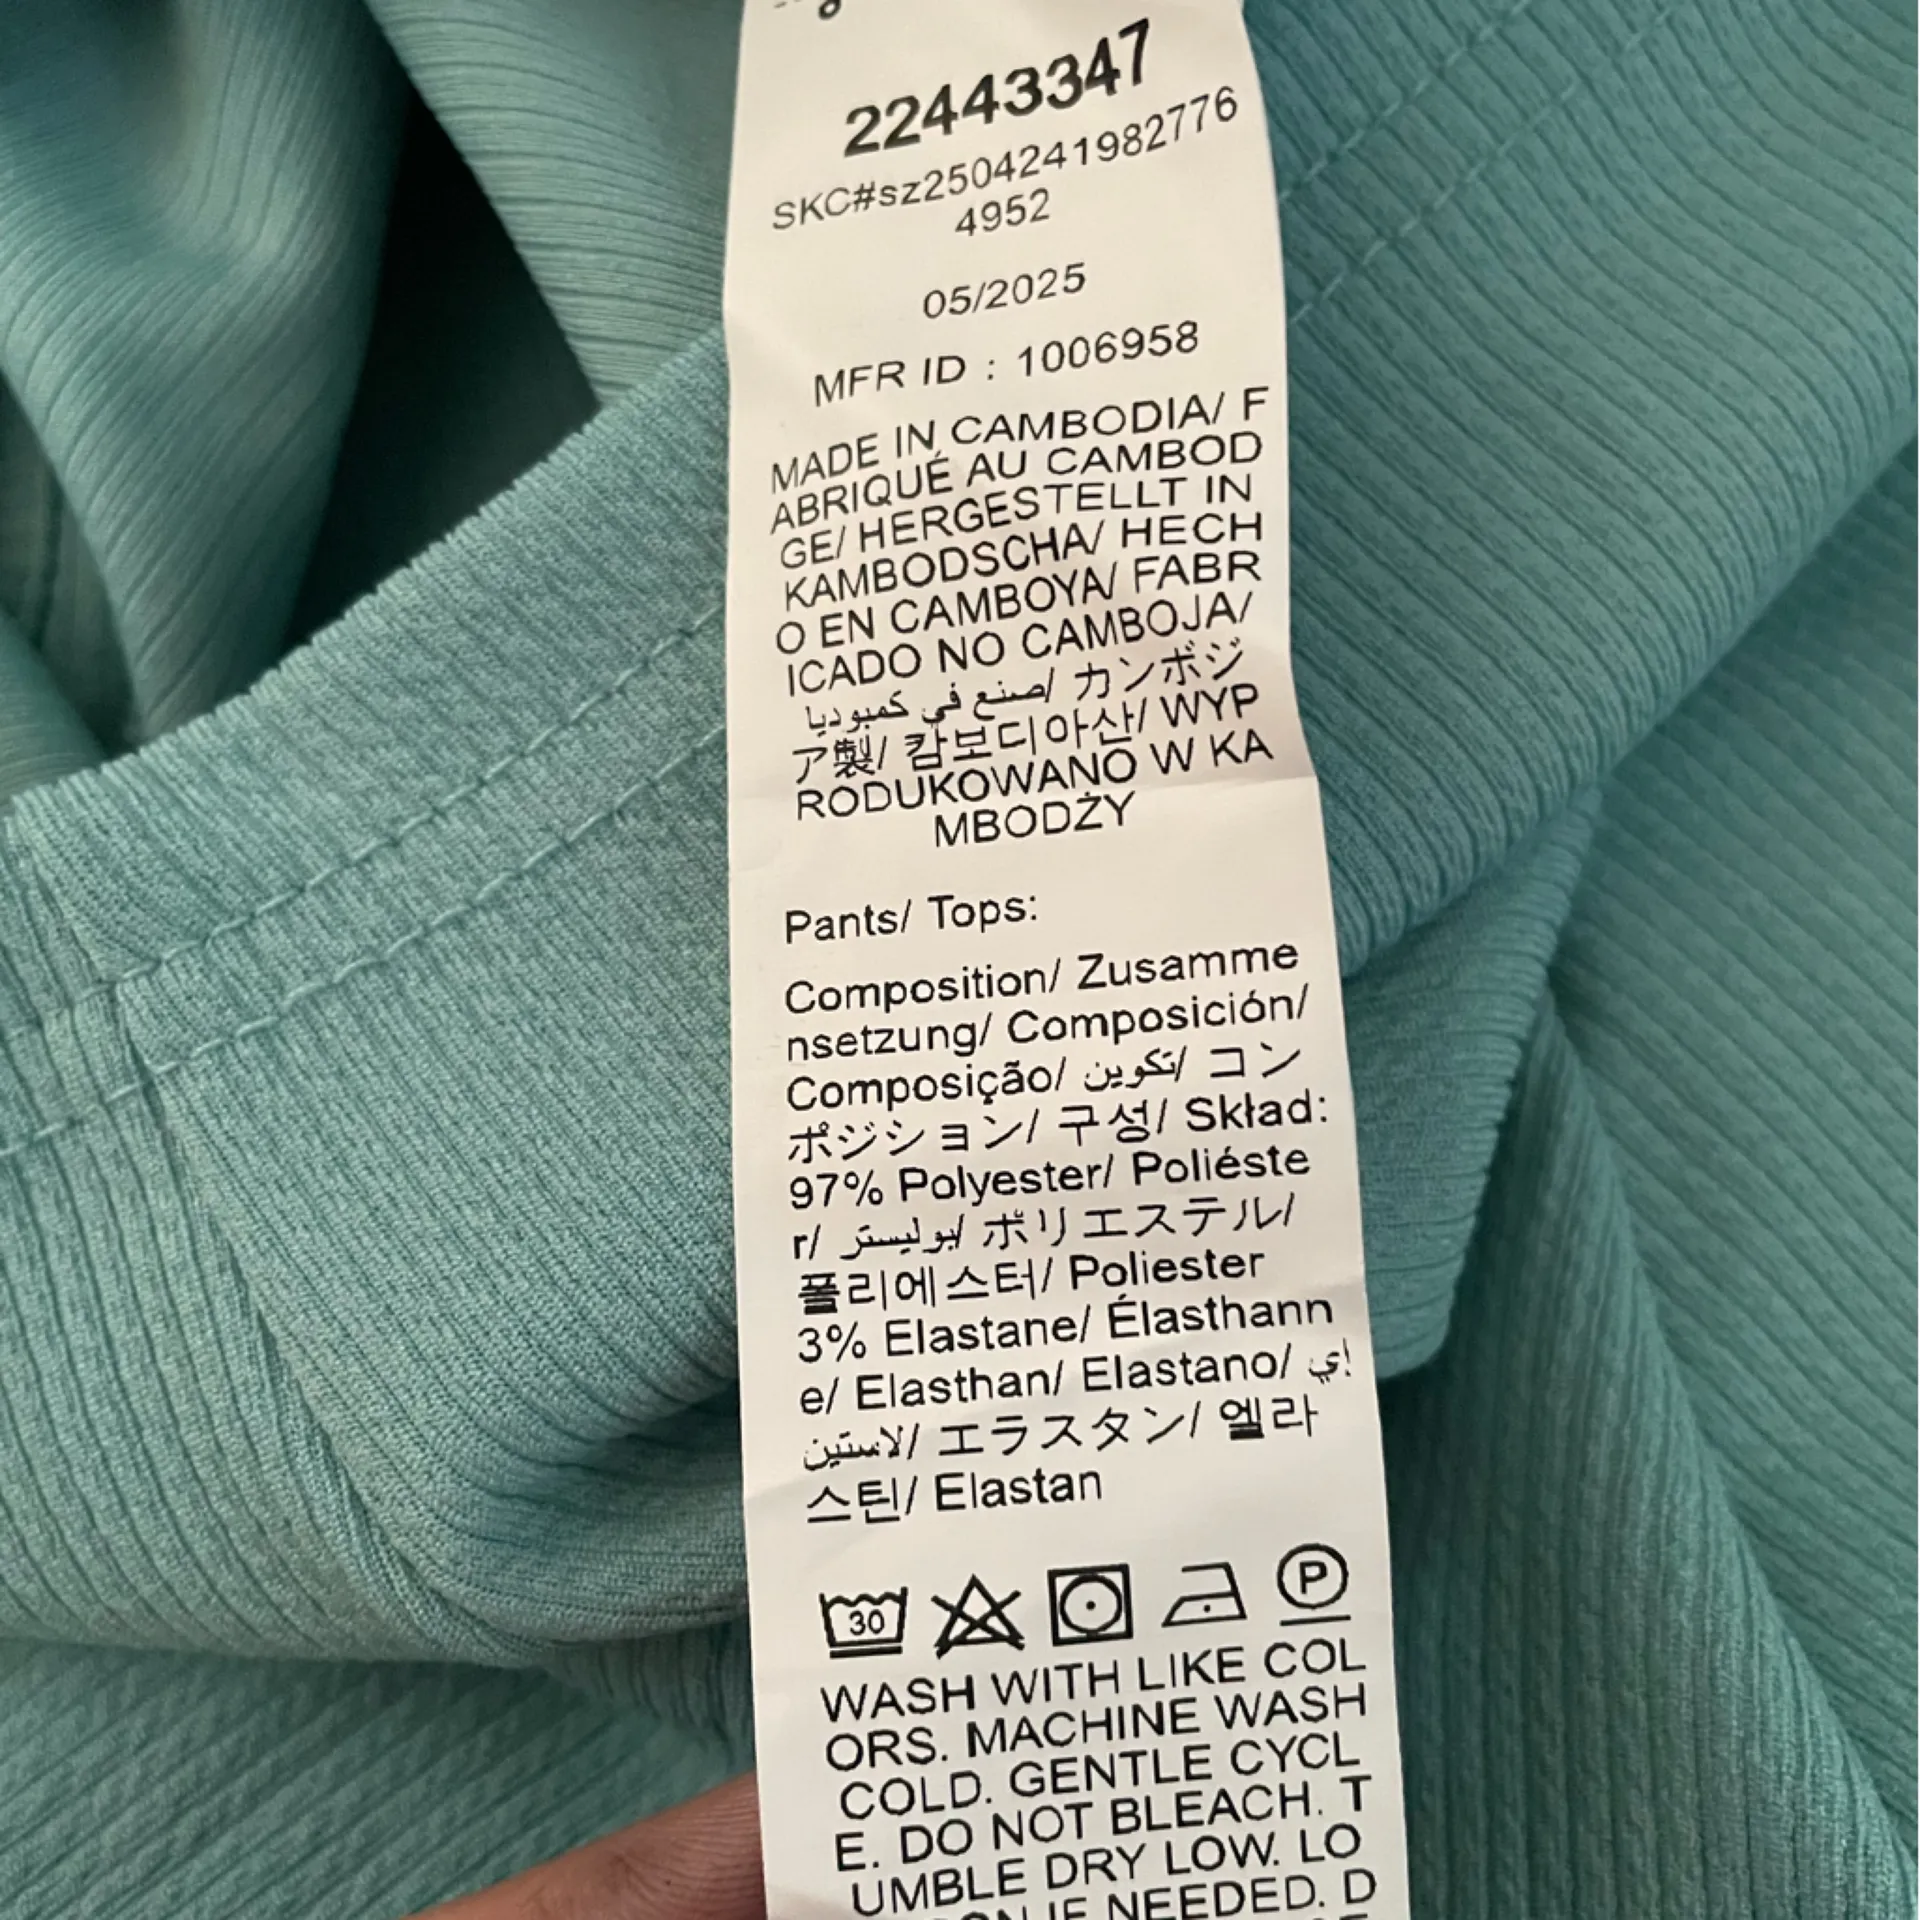 22443347
SKC#sz2504241982776
4952
05/2025
MFR ID : 1006958
MADE IN CAMBODIA/ F
ABRIQUÉ AU CAMBOD
GE/ HERGESTELLT IN
KAMBODSCHA/ HECH
O EN CAMBOYA/ FABR
ICADO NO CAMBOJA/
صنع في كمبوديا/ カンボジ
ア製/ 캄보디아산/ WYP
RODUKOWANO W KA
MBODŻY
Pants/ Tops:
Composition/ Zusamme
nsetzung/ Composición/
Composição/ تكوين/ コン
ポジション/ 구성/ Skład:
97% Polyester/ Poliéste
r/ بوليستر/ ポリエステル/
폴리에스터/ Poliester
3% Elastane/ Élasthann
e/ Elasthan/ Elastano/ إي
لاستين/ エラスタン/ 엘라
스틴/ Elastan
30 P
WASH WITH LIKE COL
ORS. MACHINE WASH
COLD. GENTLE CYCL
E. DO NOT BLEACH. T
UMBLE DRY LOW. LO
IF NEEDED. D